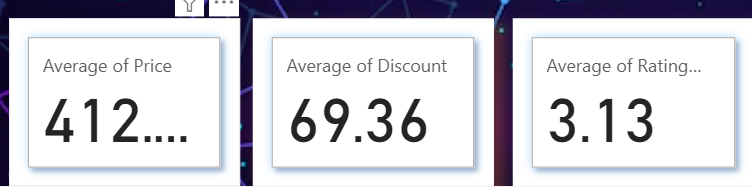 Average of Price
412....
Average of Discount
69.36
Average of Rating...
3.13